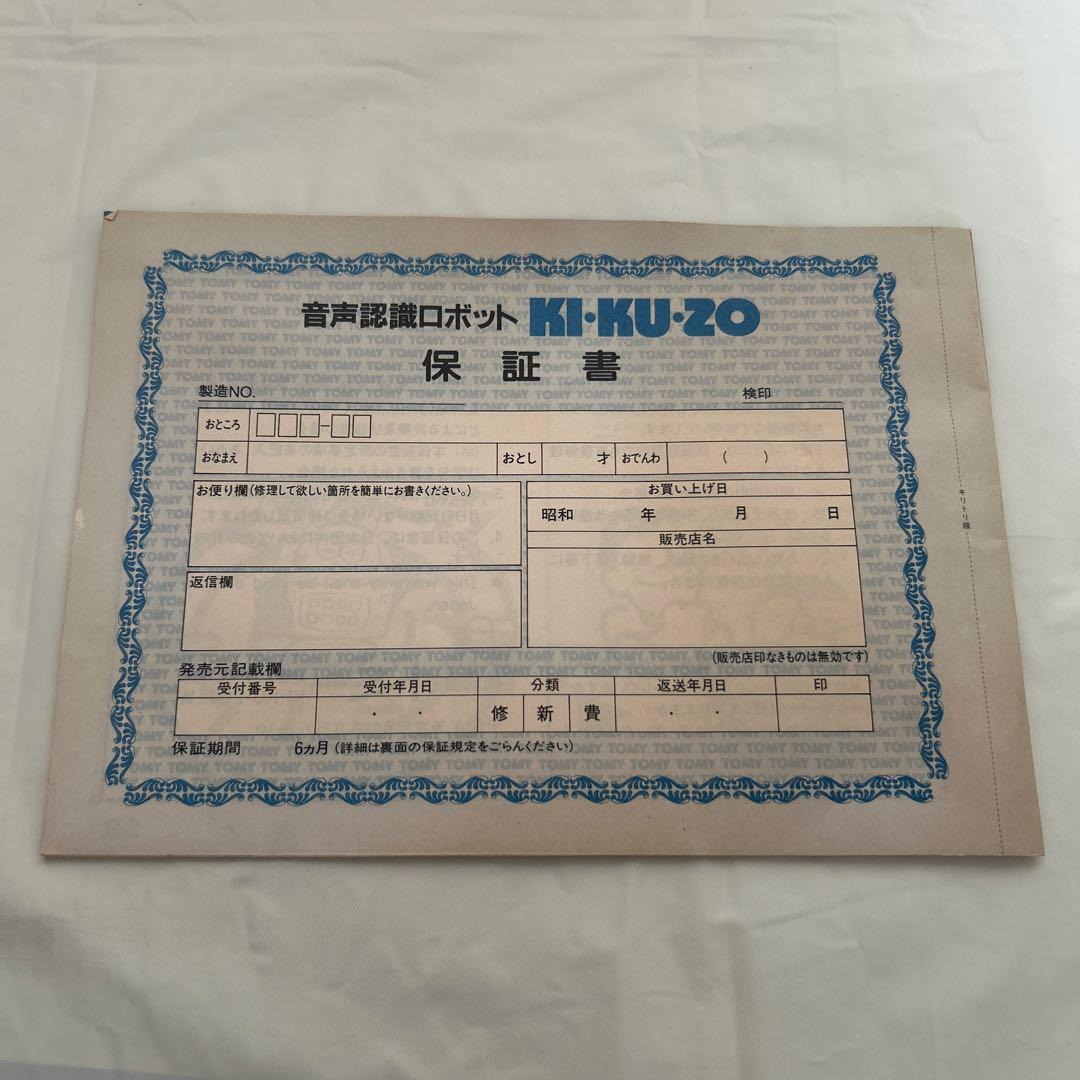 音声認識ロボット KI・KU・ZO
保証書
製造NO.
検印
おところ
おなまえ おとし 才 おでんわ ( )
お便り欄(修理して欲しい箇所を簡単にお書きください。)
返信欄
お買い上げ日
昭和 年 月 日
販売店名
(販売店印なきものは無効です)
発売元記載欄
受付番号 受付年月日 分類 返送年月日 印
・ ・ 修 新 費 ・ ・
保証期間 6ヵ月(詳細は裏面の保証規定をごらんください)
キリトリ線
TOMY